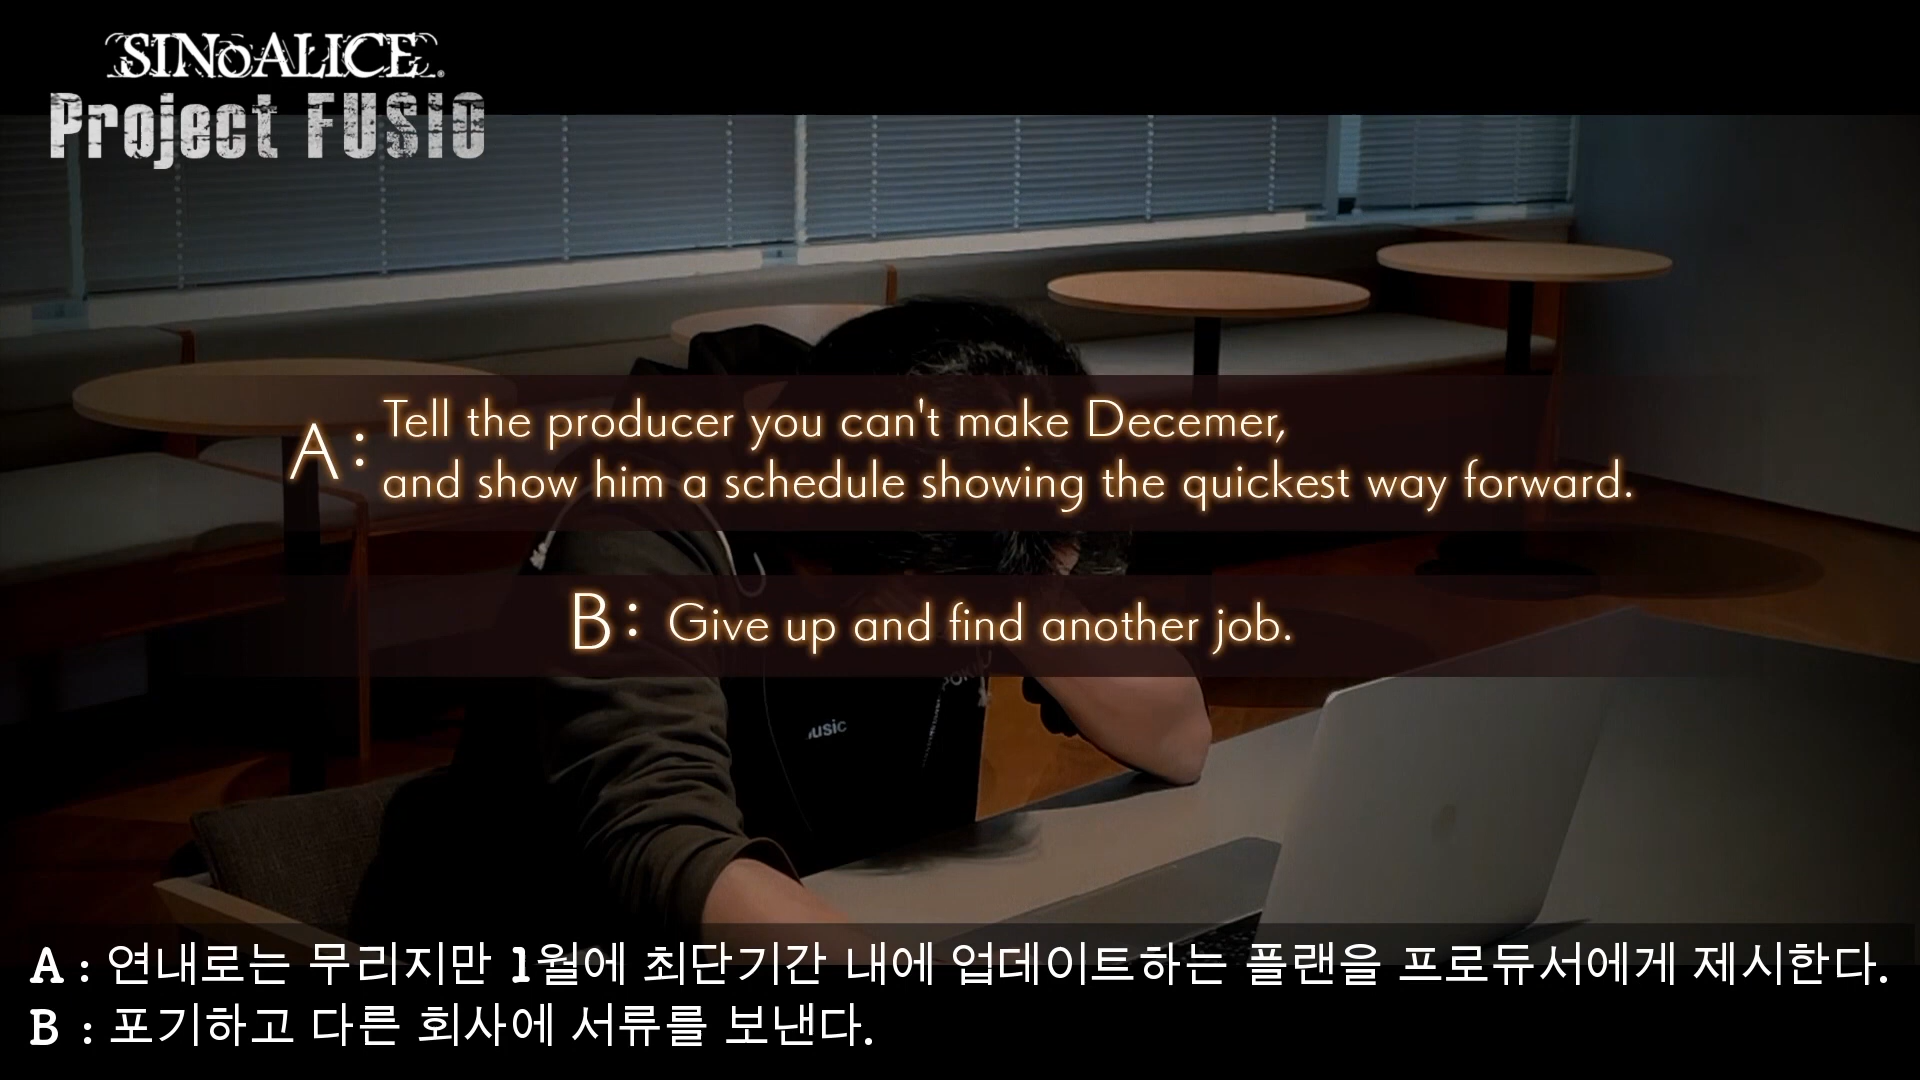 SINoALICE®
Project FUSIO
A : Tell the producer you can't make Decemer,
and show him a schedule showing the quickest way forward.
B : Give up and find another job.
usic
A : 연내로는 무리지만 1월에 최단기간 내에 업데이트하는 플랜을 프로듀서에게 제시한다.
B : 포기하고 다른 회사에 서류를 보낸다.